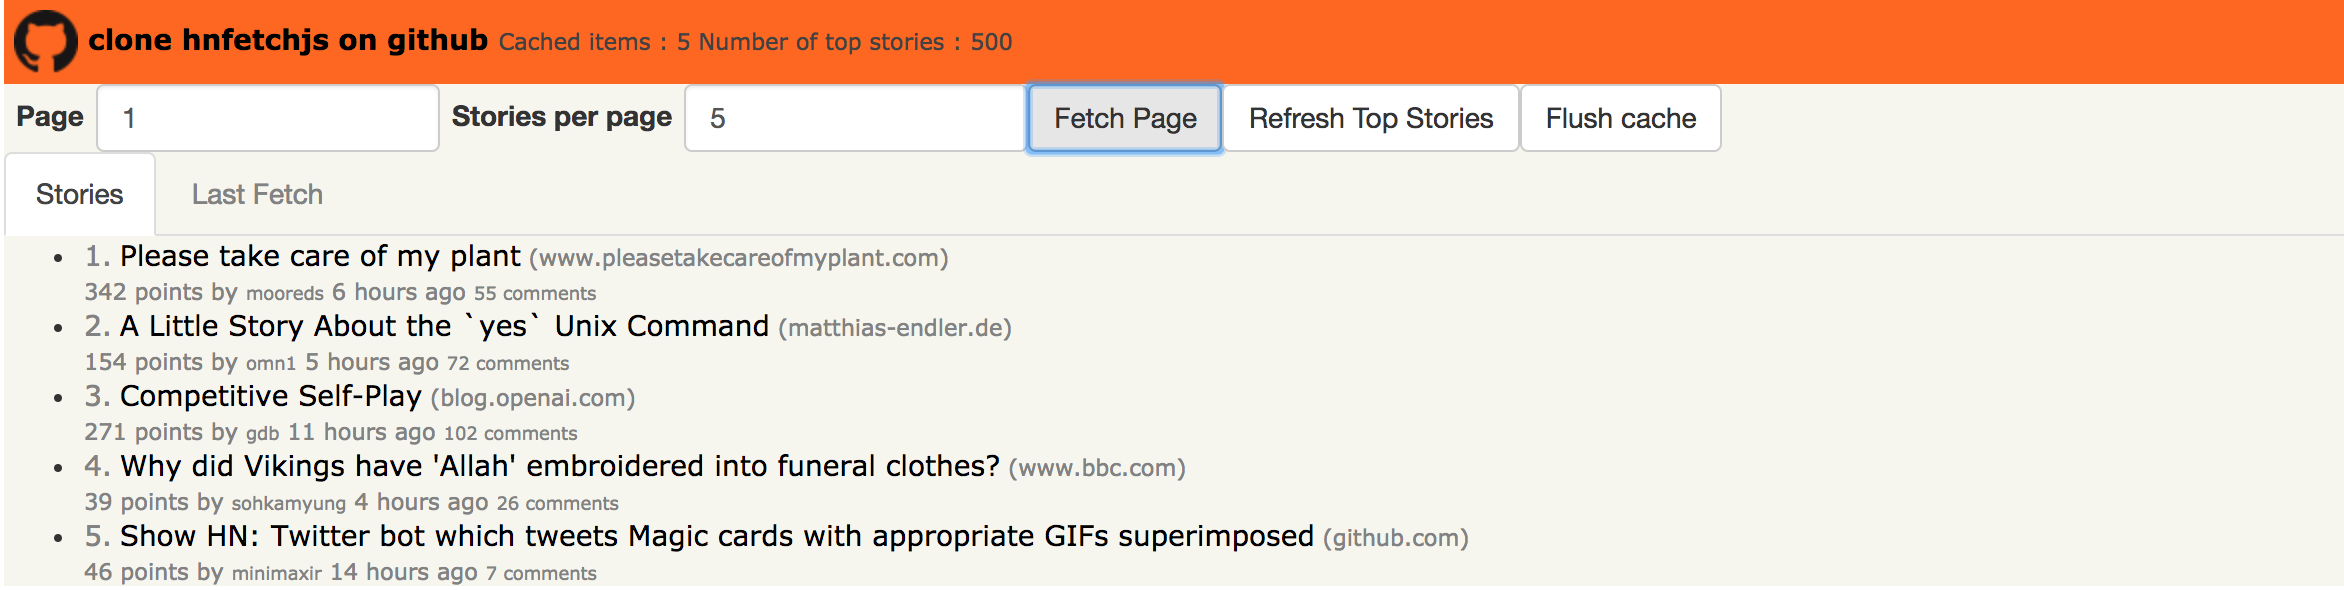 clone hnfetchjs on github Cached items : 5 Number of top stories : 500
Page 1 Stories per page 5 Fetch Page Refresh Top Stories Flush cache
Stories Last Fetch
• 1. Please take care of my plant (www.pleasetakecareofmyplant.com)
342 points by mooreds 6 hours ago 55 comments
• 2. A Little Story About the `yes` Unix Command (matthias-endler.de)
154 points by omn1 5 hours ago 72 comments
• 3. Competitive Self-Play (blog.openai.com)
271 points by gdb 11 hours ago 102 comments
• 4. Why did Vikings have 'Allah' embroidered into funeral clothes? (www.bbc.com)
39 points by sohkamyung 4 hours ago 26 comments
• 5. Show HN: Twitter bot which tweets Magic cards with appropriate GIFs superimposed (github.com)
46 points by minimaxir 14 hours ago 7 comments